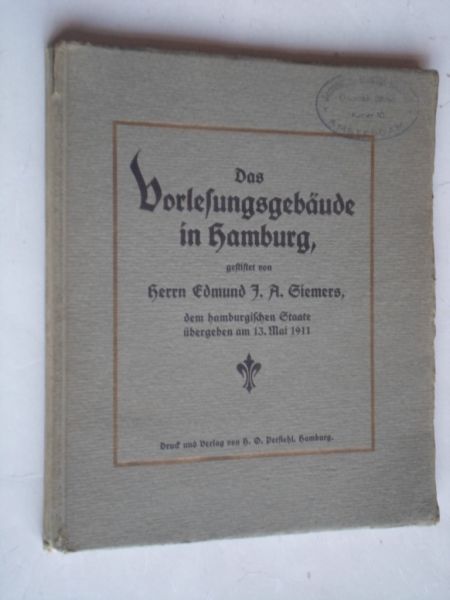 Das
Vorlesungsgebäude
in Hamburg,
gestiftet von
Herrn Edmund J. A. Siemers,
dem hamburgischen Staate
übergeben am 13. Mai 1911
Druck und Verlag von H. O. Persiehl, Hamburg.
AMSTERDAM